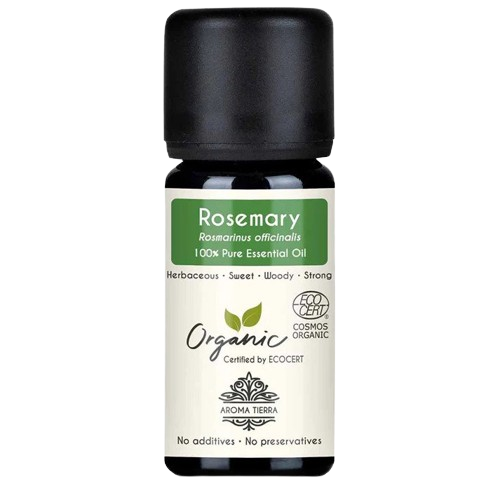 Rosemary
Rosmarinus officinalis
100% Pure Essential Oil
Herbaceous • Sweet • Woody • Strong
ECO
CERT
®
COSMOS
ORGANIC
Organic
Certified by ECOCERT
AROMA TIERRA
No additives • No preservatives